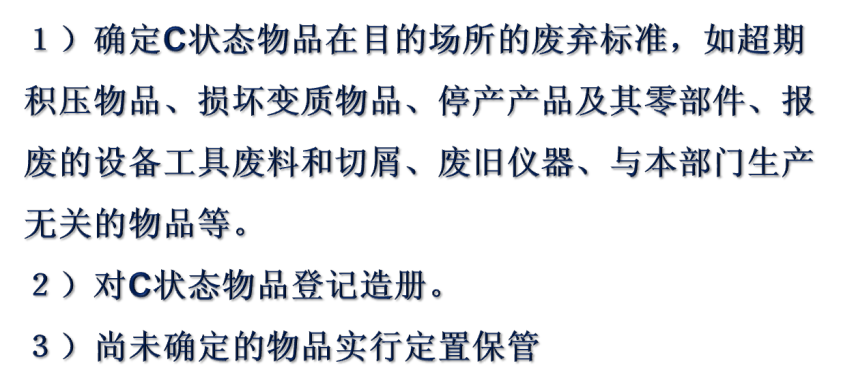 1）确定C状态物品在目的场所的废弃标准，如超期
积压物品、损坏变质物品、停产产品及其零部件、报
废的设备工具废料和切屑、废旧仪器、与本部门生产
无关的物品等。
2）对C状态物品登记造册。
3）尚未确定的物品实行定置保管